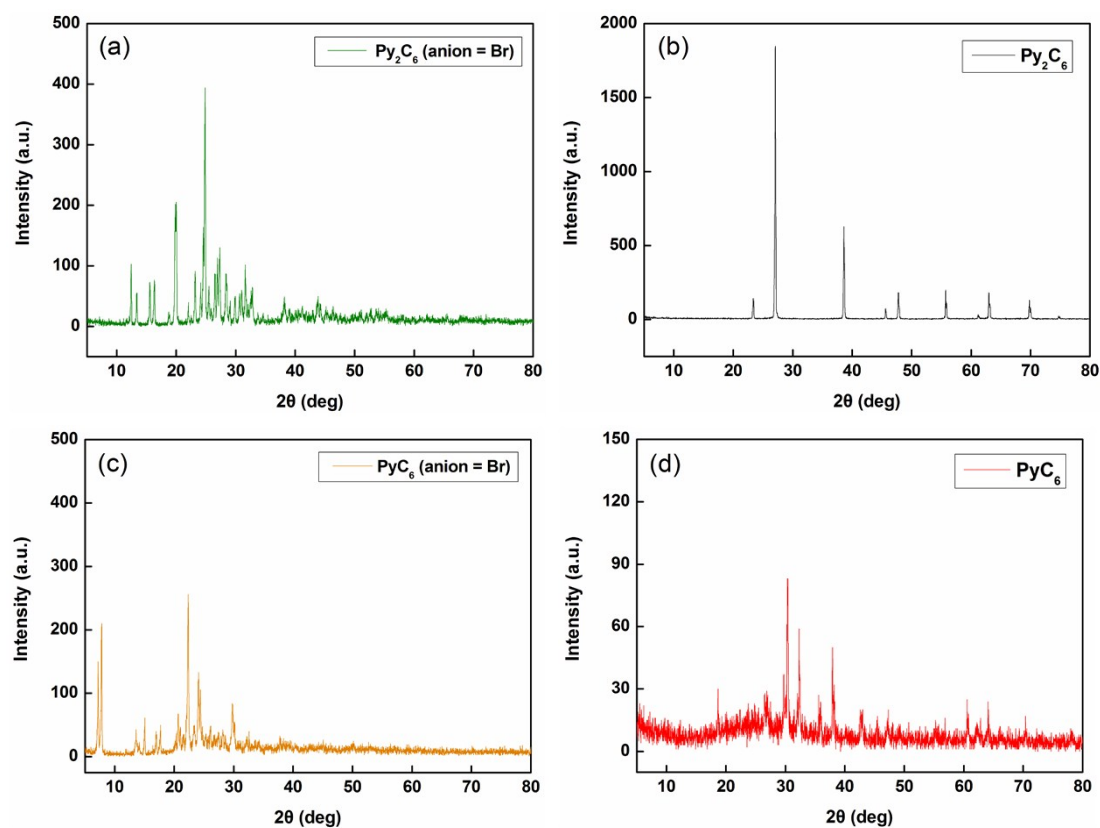 (a)
Py₂C₆ (anion = Br)
Intensity (a.u.)
500
400
300
200
100
0
10 20 30 40 50 60 70 80
2θ (deg)
(b)
Py₂C₆
Intensity (a.u.)
2000
1500
1000
500
0
10 20 30 40 50 60 70 80
2θ (deg)
(c)
PyC₆ (anion = Br)
Intensity (a.u.)
500
400
300
200
100
0
10 20 30 40 50 60 70 80
2θ (deg)
(d)
PyC₆
Intensity (a.u.)
150
120
90
60
30
0
10 20 30 40 50 60 70 80
2θ (deg)